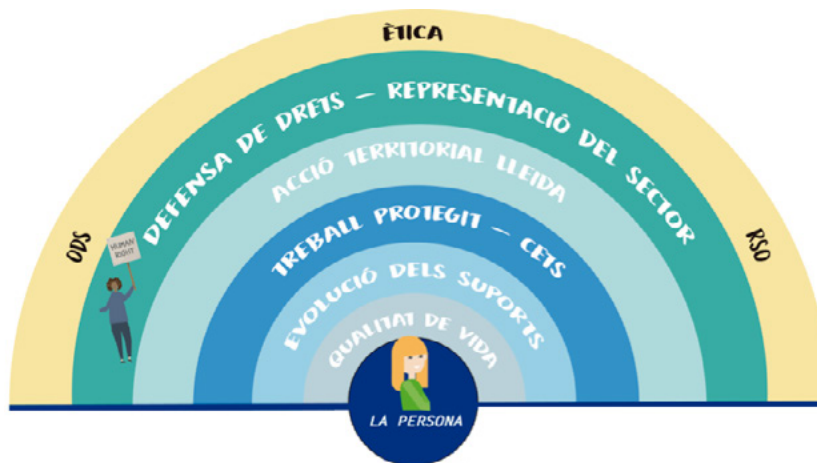 ÈTICA
ODS
RSO
DEFENSA DE DRETS – REPRESENTACIÓ DEL SECTOR
ACCIÓ TERRITORIAL LLEIDA
TREBALL PROTEGIT – CETS
EVOLUCIÓ DELS SUPORTS
QUALITAT DE VIDA
HUMAN
RIGHT
LA PERSONA